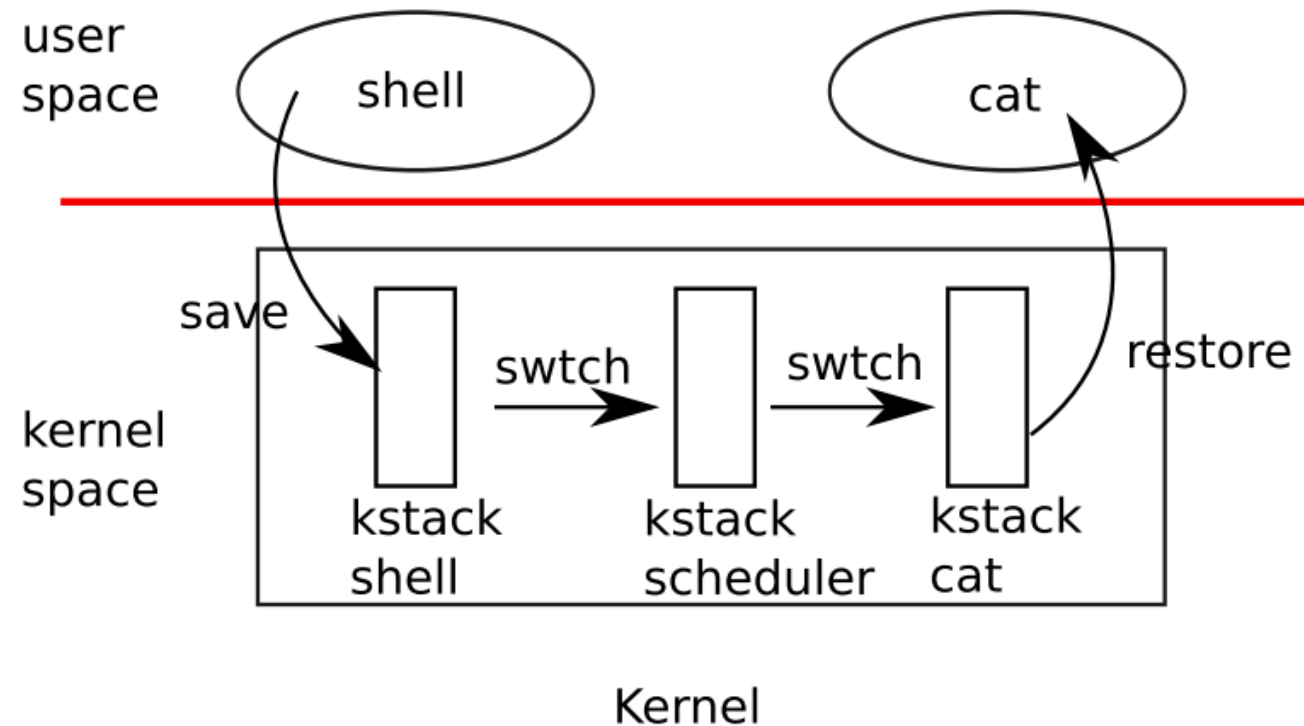 user
space
shell
cat
save
swtch
swtch
restore
kernel
space
kstack
shell
kstack
scheduler
kstack
cat
Kernel